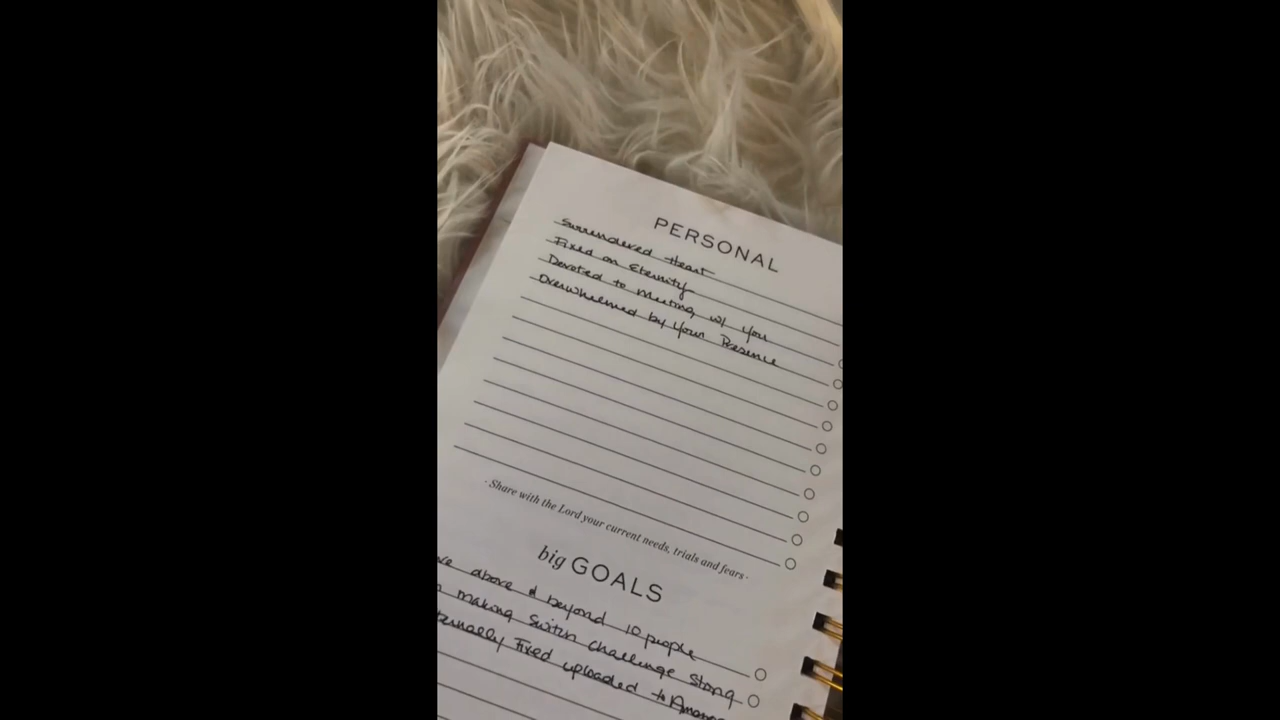 PERSONAL
Surrendered Heart
Fixed on Eternity
Devoted to Meeting w/ You
Overwhelmed by Your Presence
- Share with the Lord your current needs, trials and fears -
big GOALS
above & beyond 10 people
making Switch challenge strong
Fixed uploaded to